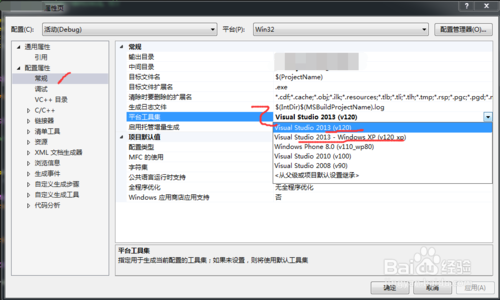 属性页
配置(C):
活动(Debug)
平台(P):
Win32
配置管理器(O)...
通用属性
引用
配置属性
常规
调试
VC++ 目录
C/C++
链接器
清单工具
资源
XML 文档生成器
浏览信息
生成事件
自定义生成步骤
自定义生成工具
代码分析
常规
输出目录
中间目录
目标文件名 $(ProjectName)
目标文件扩展名 .exe
清除时要删除的扩展名 *.cdf;*.cache;*.obj;*.ilk;*.resources;*.tlb;*.tli;*.tlh;*.tmp;*.rsp;*.pgc;*.pgd;*.
生成日志文件 $(IntDir)$(MSBuildProjectName).log
平台工具集 Visual Studio 2013 (v120)
启用托管增量生成
Visual Studio 2013 (v120)
Visual Studio 2013 - Windows XP (v120_xp)
Windows Phone 8.0 (v110_wp80)
Visual Studio 2010 (v100)
Visual Studio 2008 (v90)
<从父级或项目默认设置继承>
项目默认值
配置类型
MFC 的使用
字符集
公共语言运行时支持
全程序优化 无全程序优化
Windows 应用商店应用支持 否
平台工具集
指定用于生成当前配置的工具集；如果未设置，则将使用默认工具集
确定
取消
应用(A)
Baidu 经验